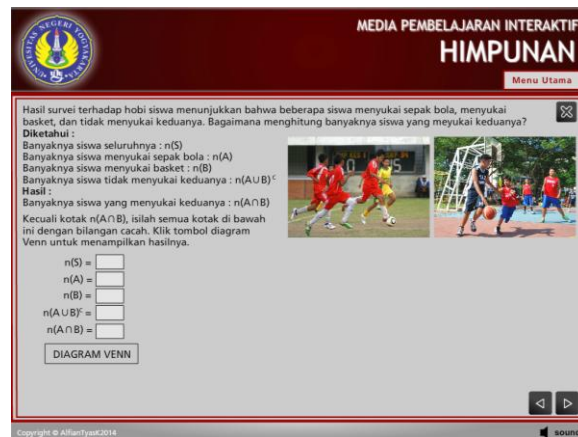 UNIVERSITAS NEGERI YOGYAKARTA
MEDIA PEMBELAJARAN INTERAKTIF
HIMPUNAN
Menu Utama
Hasil survei terhadap hobi siswa menunjukkan bahwa beberapa siswa menyukai sepak bola, menyukai
basket, dan tidak menyukai keduanya. Bagaimana menghitung banyaknya siswa yang meyukai keduanya?
Diketahui :
Banyaknya siswa seluruhnya : n(S)
Banyaknya siswa menyukai sepak bola : n(A)
Banyaknya siswa menyukai basket : n(B)
Banyaknya siswa tidak menyukai keduanya : n(A∪B)ᶜ
Hasil :
Banyaknya siswa yang menyukai keduanya : n(A∩B)
Kecuali kotak n(A∩B), isilah semua kotak di bawah
ini dengan bilangan cacah. Klik tombol diagram
Venn untuk menampilkan hasilnya.
n(S) =
n(A) =
n(B) =
n(A∪B)ᶜ =
n(A∩B) =
DIAGRAM VENN
Copyright © AlfianTyasK2014
sound